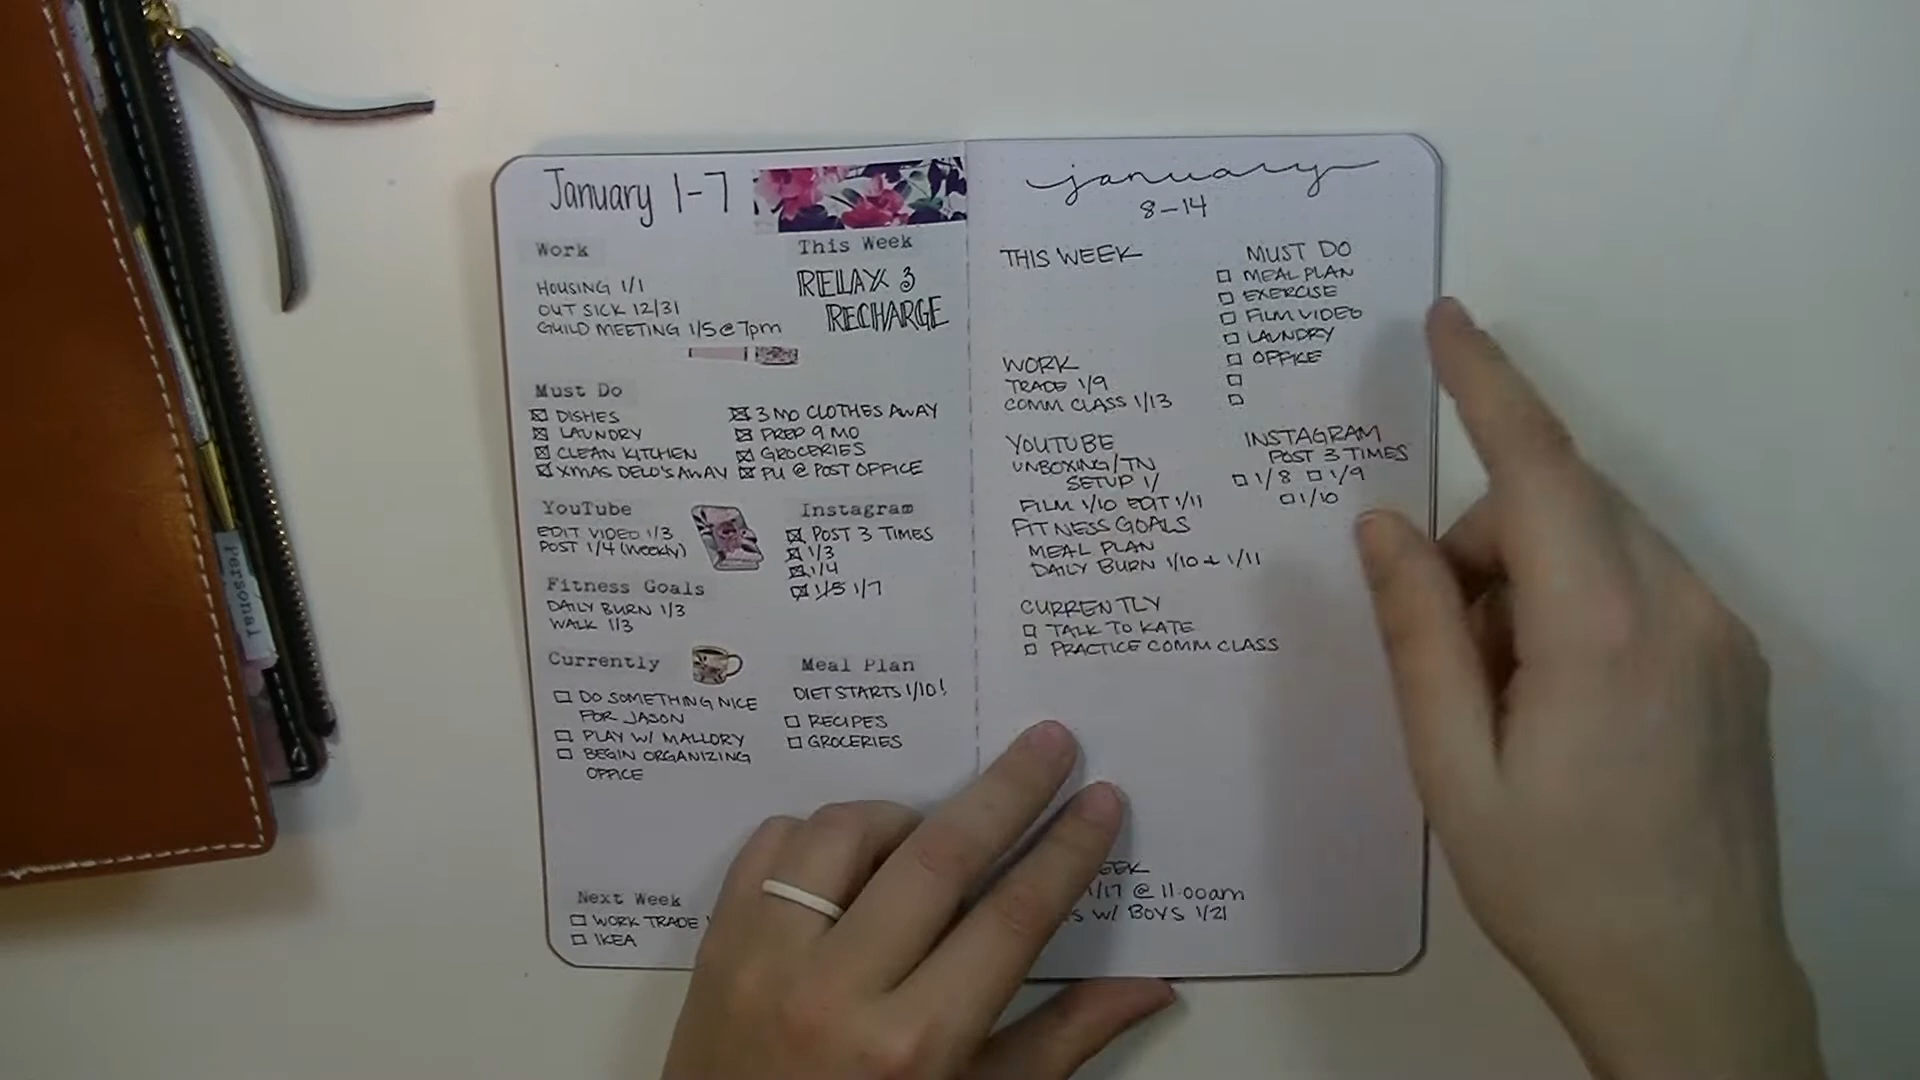 January 1-7
Work
HOUSING 1/1
OUT SICK 12/31
GUILD MEETING 1/5 @ 7pm
This Week
RELAX &
RECHARGE
Must Do
DISHES
LAUNDRY
CLEAN KITCHEN
XMAS DECO'S AWAY
3 MO CLOTHES AWAY
PREP 9 MO
GROCERIES
PU @ POST OFFICE
YouTube
EDIT VIDEO 1/3
POST 1/4 (Weekly)
Instagram
POST 3 TIMES
1/3
1/4
1/5 1/7
Fitness Goals
DAILY BURN 1/3
WALK 1/3
Currently
DO SOMETHING NICE
FOR JASON
PLAY W/ MALLORY
BEGIN ORGANIZING
OFFICE
Meal Plan
DIET STARTS 1/10!
RECIPES
GROCERIES
Next Week
WORK TRADE
IKEA
january
8-14
THIS WEEK
MUST DO
MEAL PLAN
EXERCISE
FILM VIDEO
LAUNDRY
OFFICE
WORK
TRADE 1/9
COMM CLASS 1/13
YOUTUBE
UNBOXING/TN
SETUP 1/
FILM 1/10 EDIT 1/11
INSTAGRAM
POST 3 TIMES
1/8 1/9
1/10
FITNESS GOALS
MEAL PLAN
DAILY BURN 1/10 + 1/11
CURRENTLY
TALK TO KATE
PRACTICE COMM CLASS
1/17 @ 11:00am
W/ BOYS 1/21
Personal